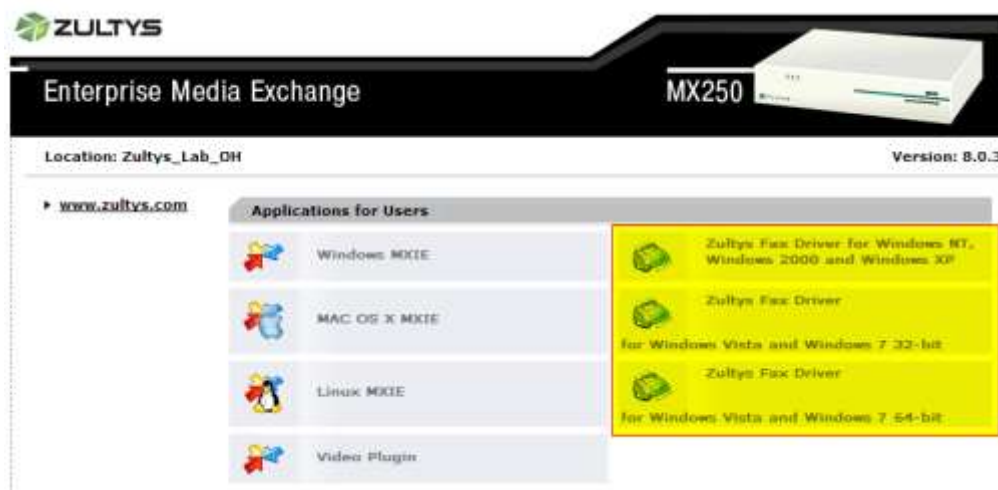 ZULTYS
Enterprise Media Exchange
MX250
Location: Zultys_Lab_OH
Version: 8.0.3
www.zultys.com
Applications for Users
Windows MXIE
Zultys Fax Driver for Windows NT,
Windows 2000 and Windows XP
MAC OS X MXIE
Zultys Fax Driver
for Windows Vista and Windows 7 32-bit
Linux MXIE
Zultys Fax Driver
for Windows Vista and Windows 7 64-bit
Video Plugin